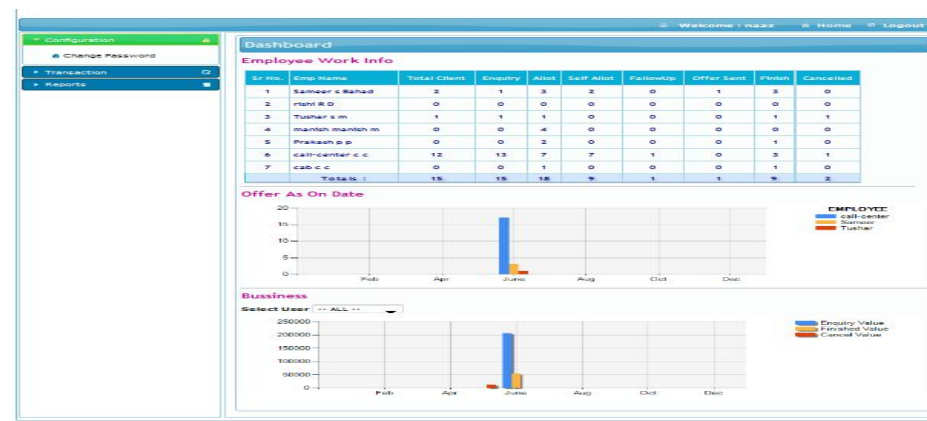 Welcome : naaz Home Logout
Configuration
Change Password
Transaction
Reports
Dashboard
Employee Work Info
Sr No. Emp Name Total Client Enquiry Allot Self Allot FallowUp Offer Sent Finish Cancelled
1 Sameer s Bahad 2 1 3 2 0 1 3 0
2 rishi R D 0 0 0 0 0 0 0 0
3 Tushar s m 1 1 1 0 0 0 1 1
4 manish manish m 0 0 4 0 0 0 0 0
5 Prakash p p 0 0 2 0 0 0 1 0
6 call-center c c 12 13 7 7 1 0 3 1
7 cab c c 0 0 1 0 0 0 1 0
Totals : 15 15 18 9 1 1 9 2
Offer As On Date
20
15
10
5
0
Feb Apr June Aug Oct Dec
EMPLOYEE
call-center
Sameer
Tushar
Bussiness
Select User -- ALL --
250000
200000
150000
100000
50000
0
Feb Apr June Aug Oct Dec
Enquiry Value
Finished Value
Cancel Value